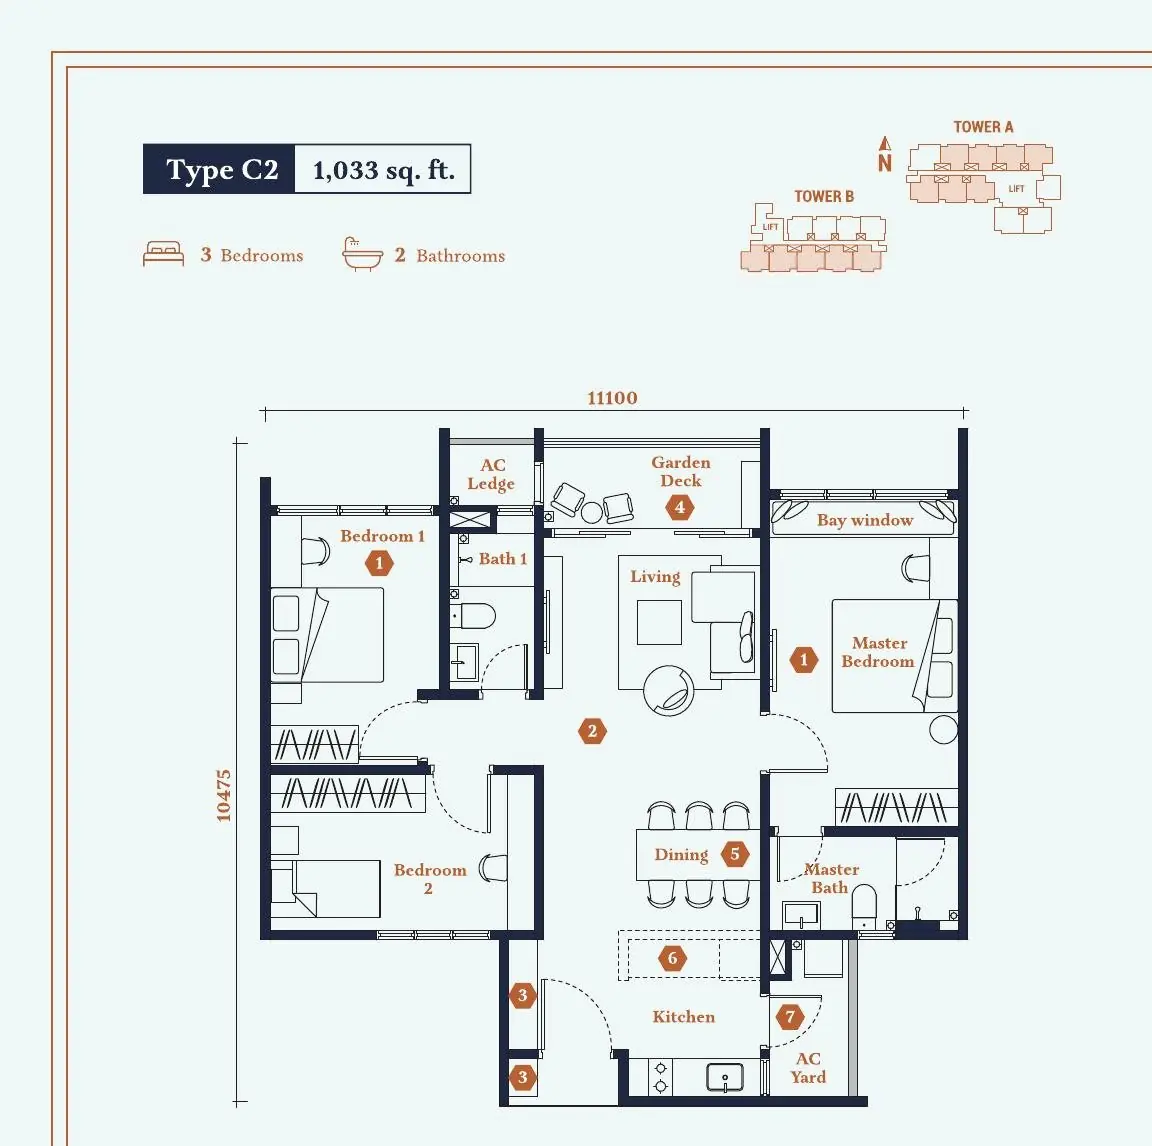 TOWER A
N
LIFT
TOWER B
LIFT
Type C2 1,033 sq. ft.
3 Bedrooms 2 Bathrooms
11100
10475
AC
Ledge
Garden
Deck
4
Bay window
Bedroom 1
1
Bath 1
Living
Master
Bedroom
1
2
Dining 5
Bedroom
2
Master
Bath
6
3
Kitchen
7
AC
Yard
3